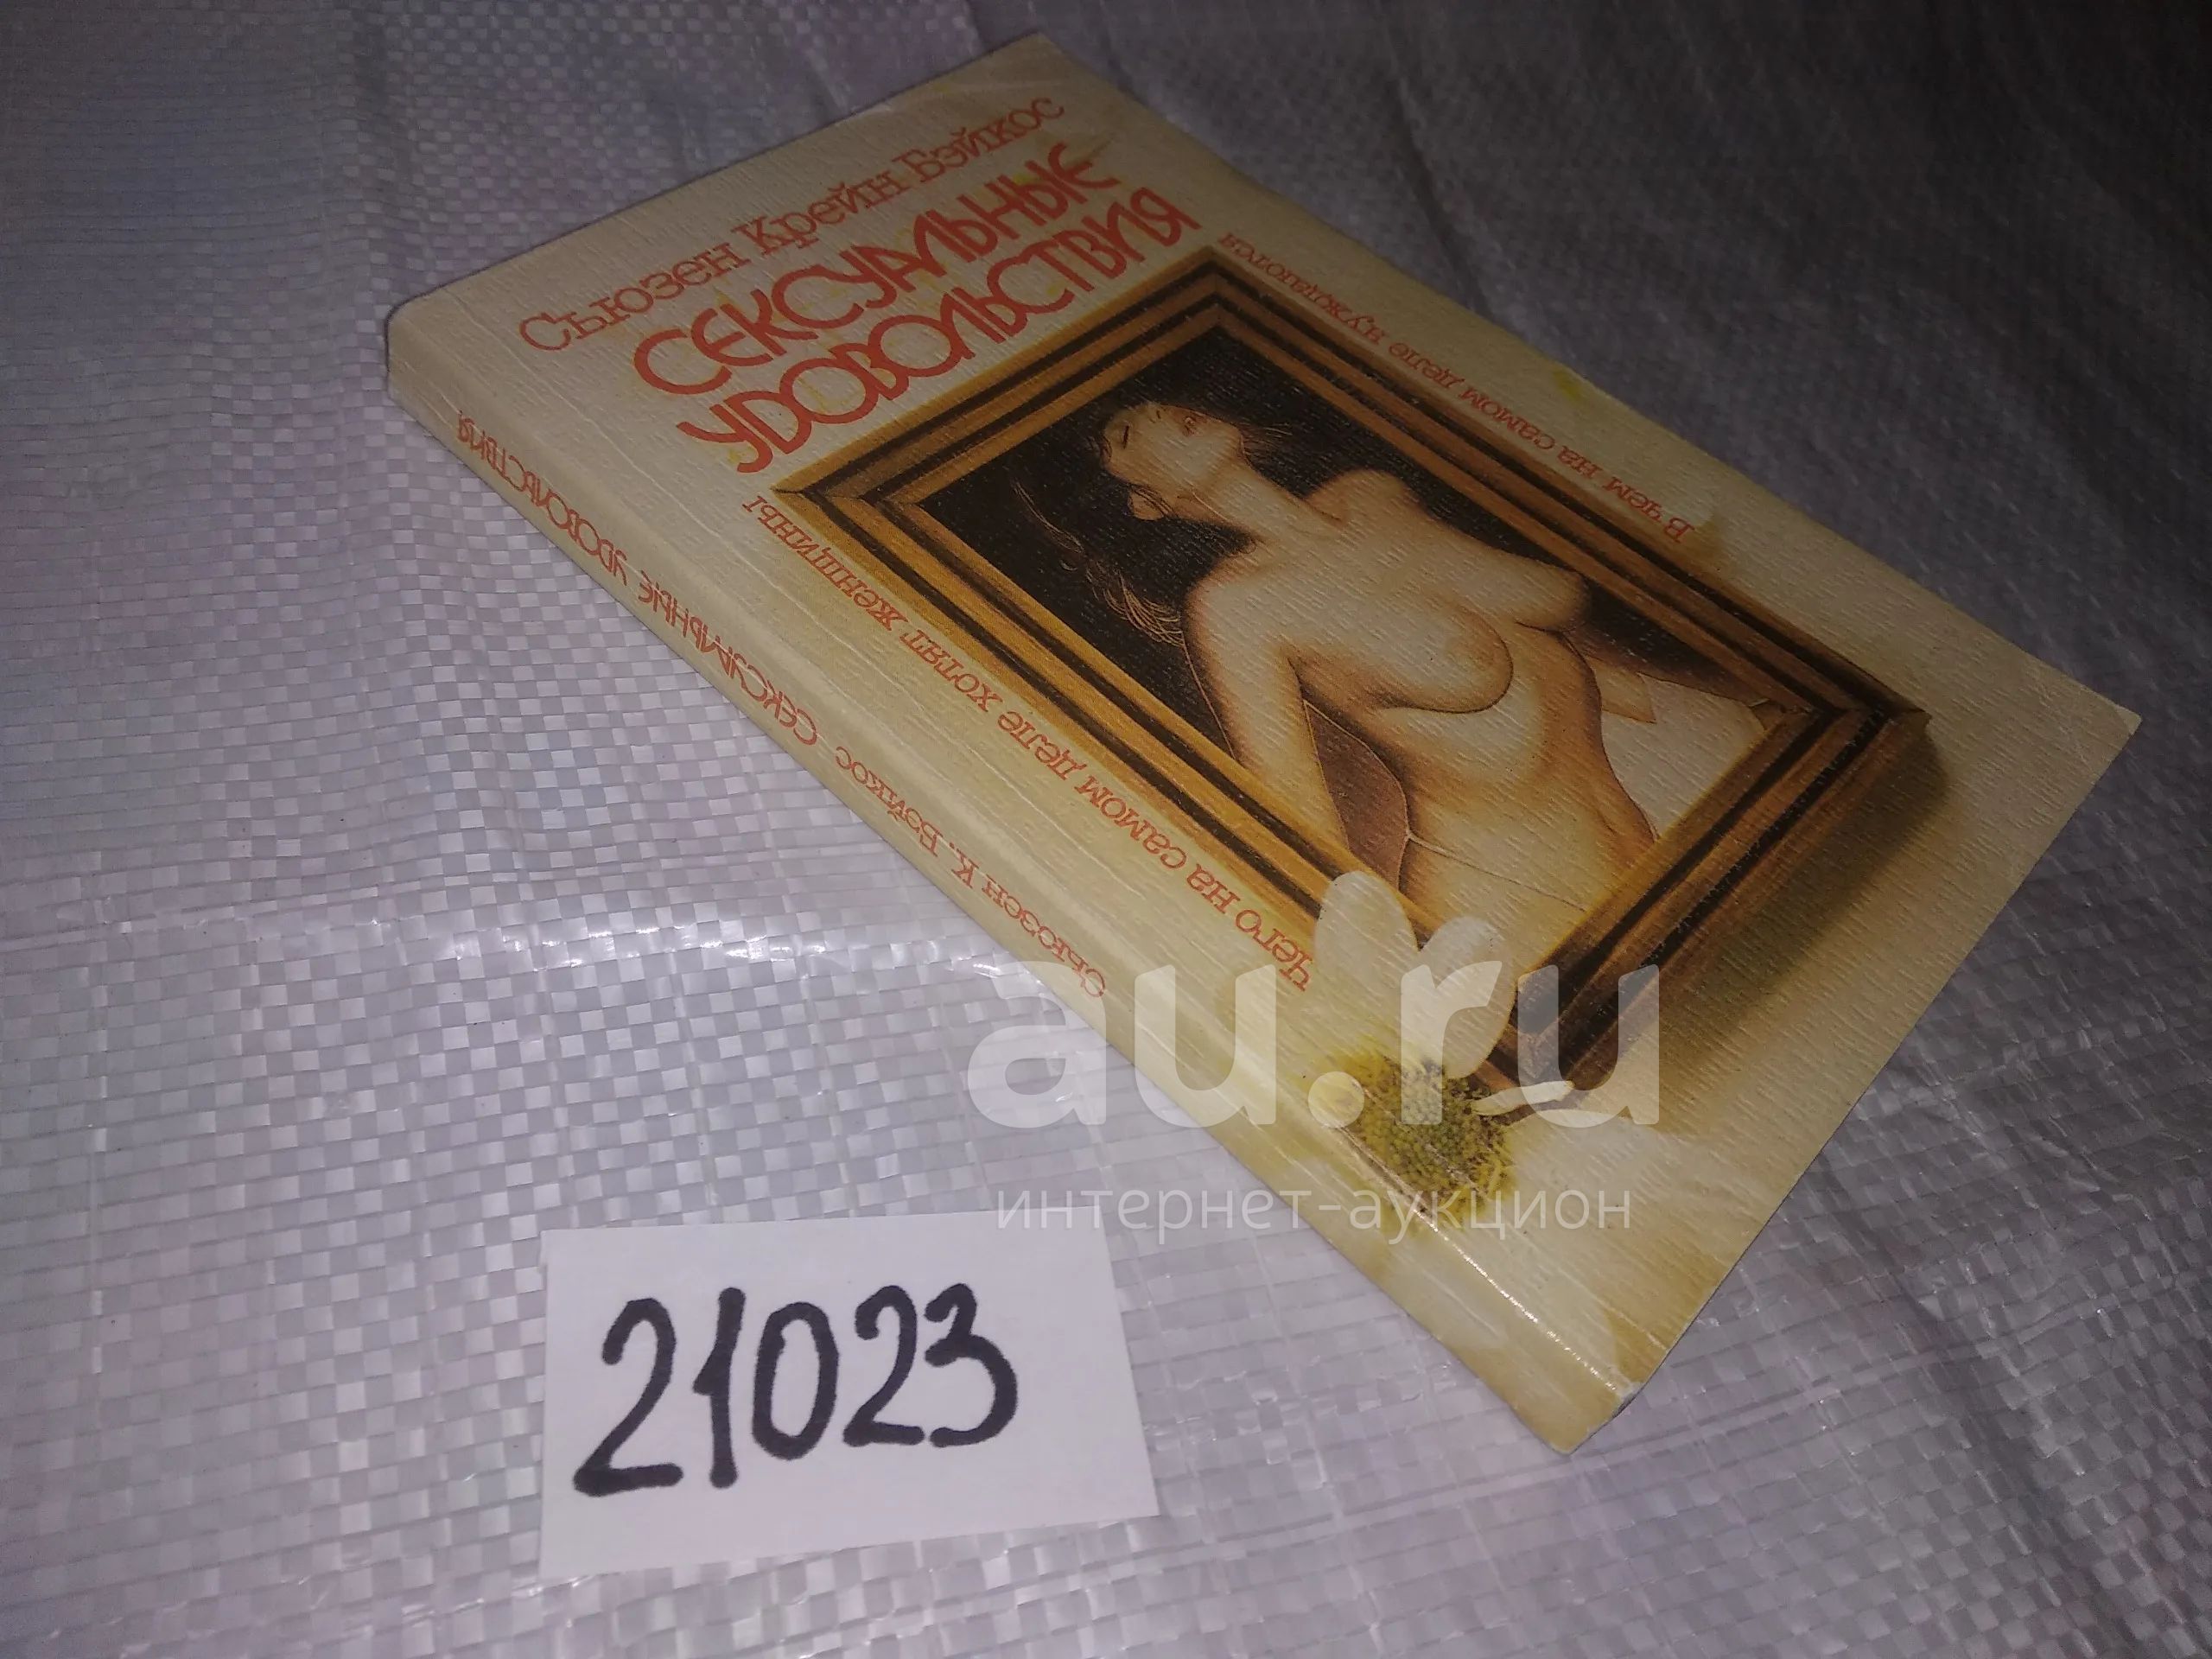 Сьюзен Крейн Бэйкос
СЕКСУАЛЬНЫЕ
УДОВОЛЬСТВИЯ
В чем на самом деле нуждаются
чего на самом деле хотят женщины
Сьюзен К. Бэйкос СЕКСУАЛЬНЫЕ УДОВОЛЬСТВИЯ
au.ru
интернет-аукцион
21023